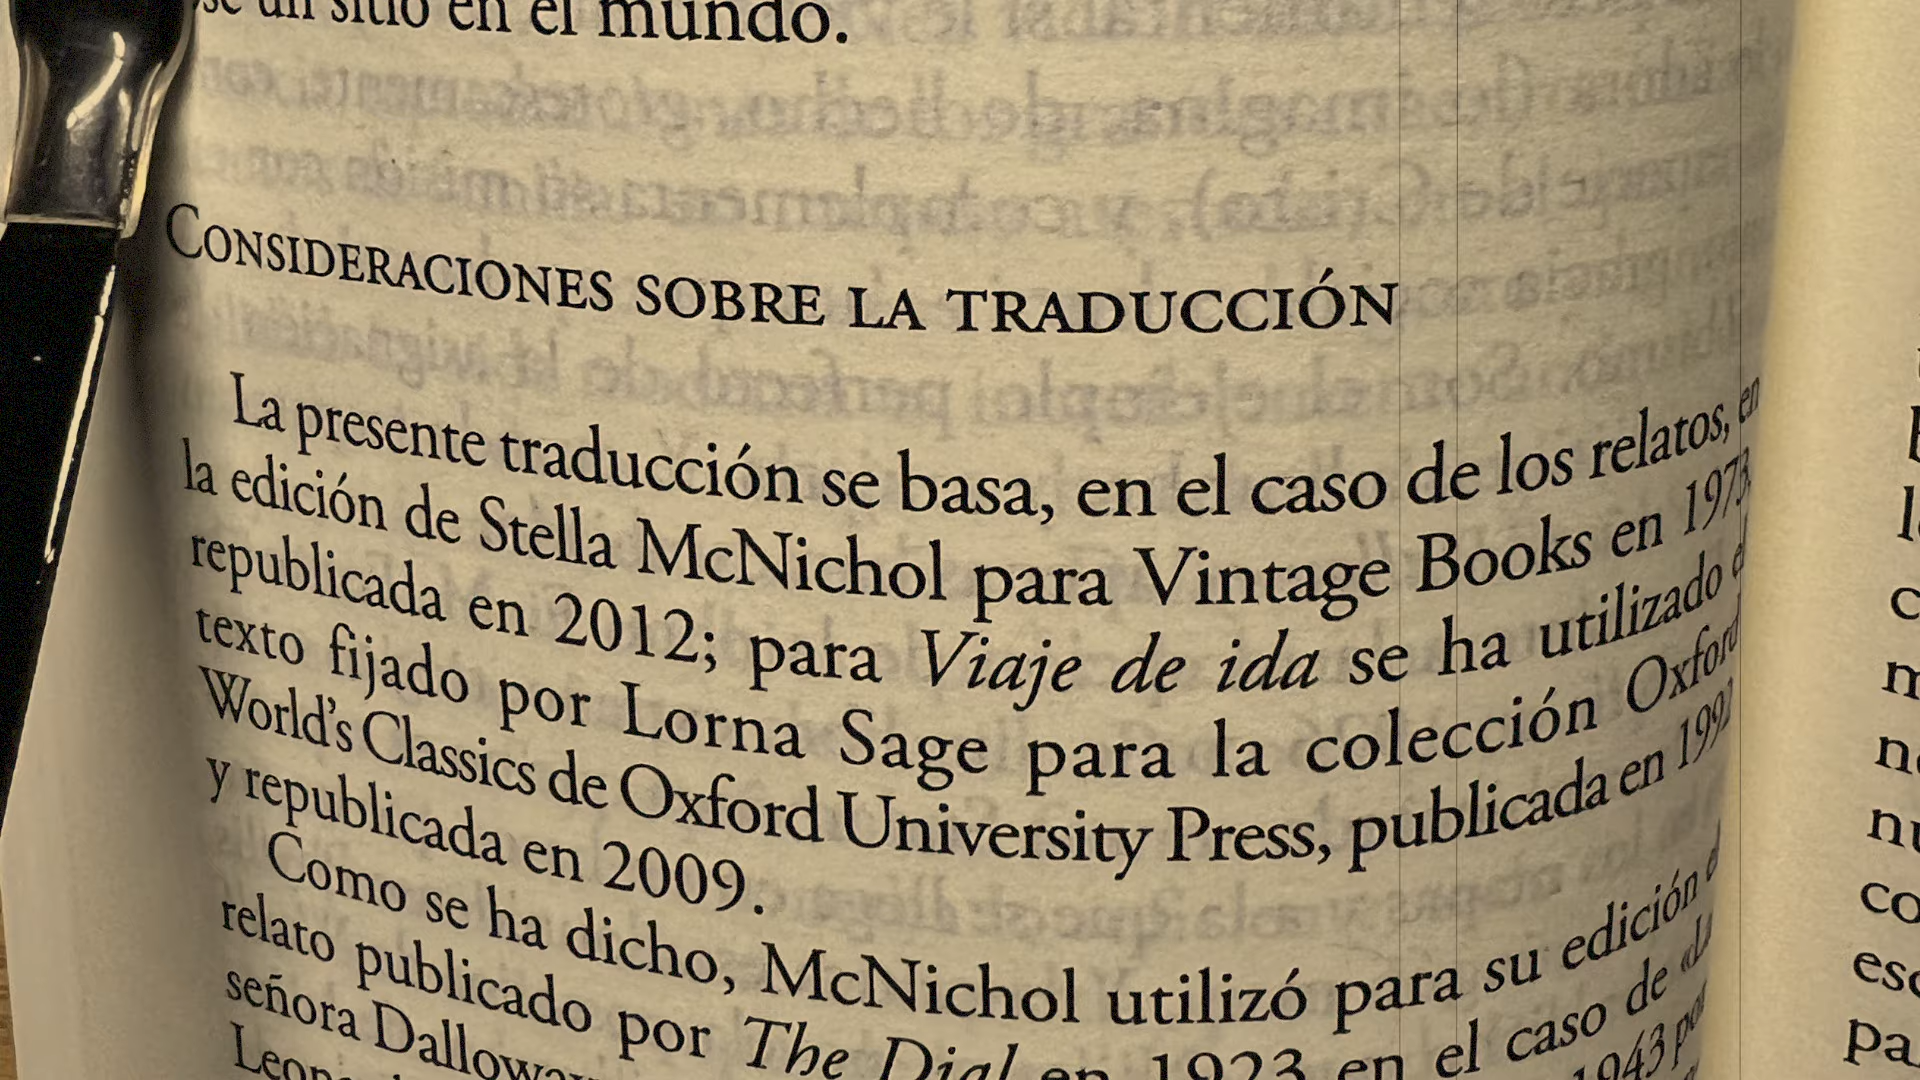 un sitio en el mundo.
CONSIDERACIONES SOBRE LA TRADUCCIÓN
La presente traducción se basa, en el caso de los relatos, en
la edición de Stella McNichol para Vintage Books en 1973,
republicada en 2012; para Viaje de ida se ha utilizado el
texto fijado por Lorna Sage para la colección Oxford
World's Classics de Oxford University Press, publicada en 1992
y republicada en 2009.
Como se ha dicho, McNichol utilizó para su edición el
relato publicado por The Dial en 1923 en el caso de «La
señora Dalloway
1943 por